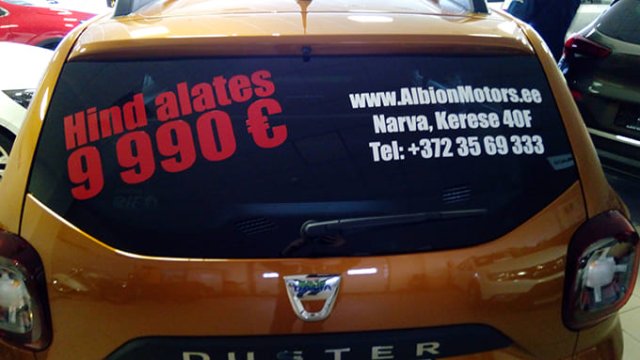 Hind alates
9 990 €
www.AlbionMotors.ee
Narva, Kerese 40F
Tel: +372 35 69 333
DUSTER